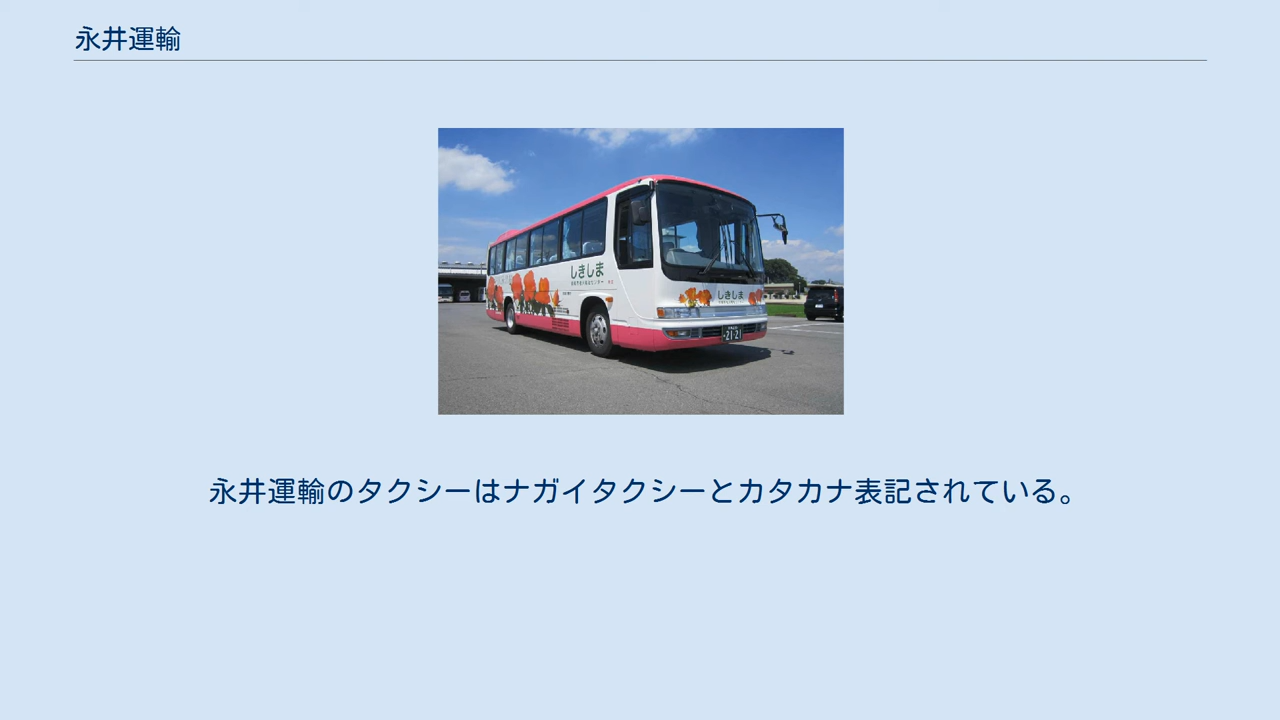 永井運輸
しきしま
しきしま
21-21
永井運輸のタクシーはナガイタクシーとカタカナ表記されている。